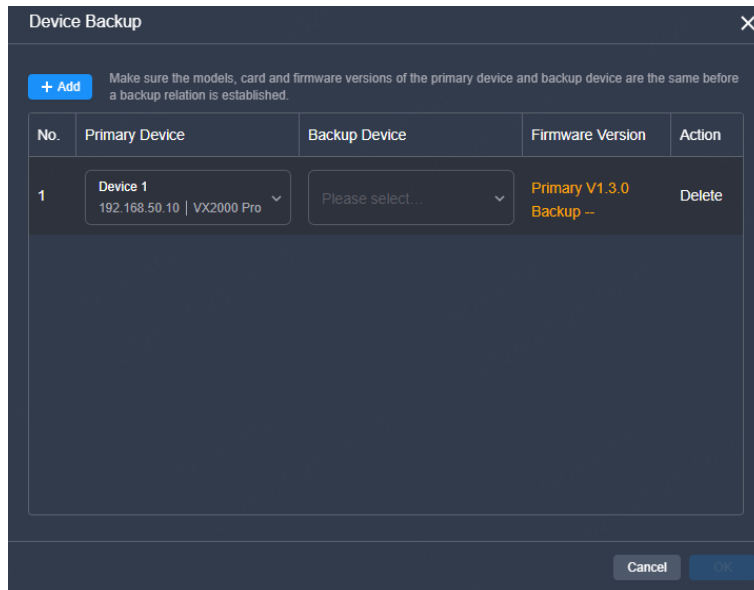 Device Backup
+ Add
Make sure the models, card and firmware versions of the primary device and backup device are the same before
a backup relation is established.
No. Primary Device Backup Device Firmware Version Action
1
Device 1
192.168.50.10 | VX2000 Pro
Please select...
Primary V1.3.0
Backup --
Delete
Cancel OK